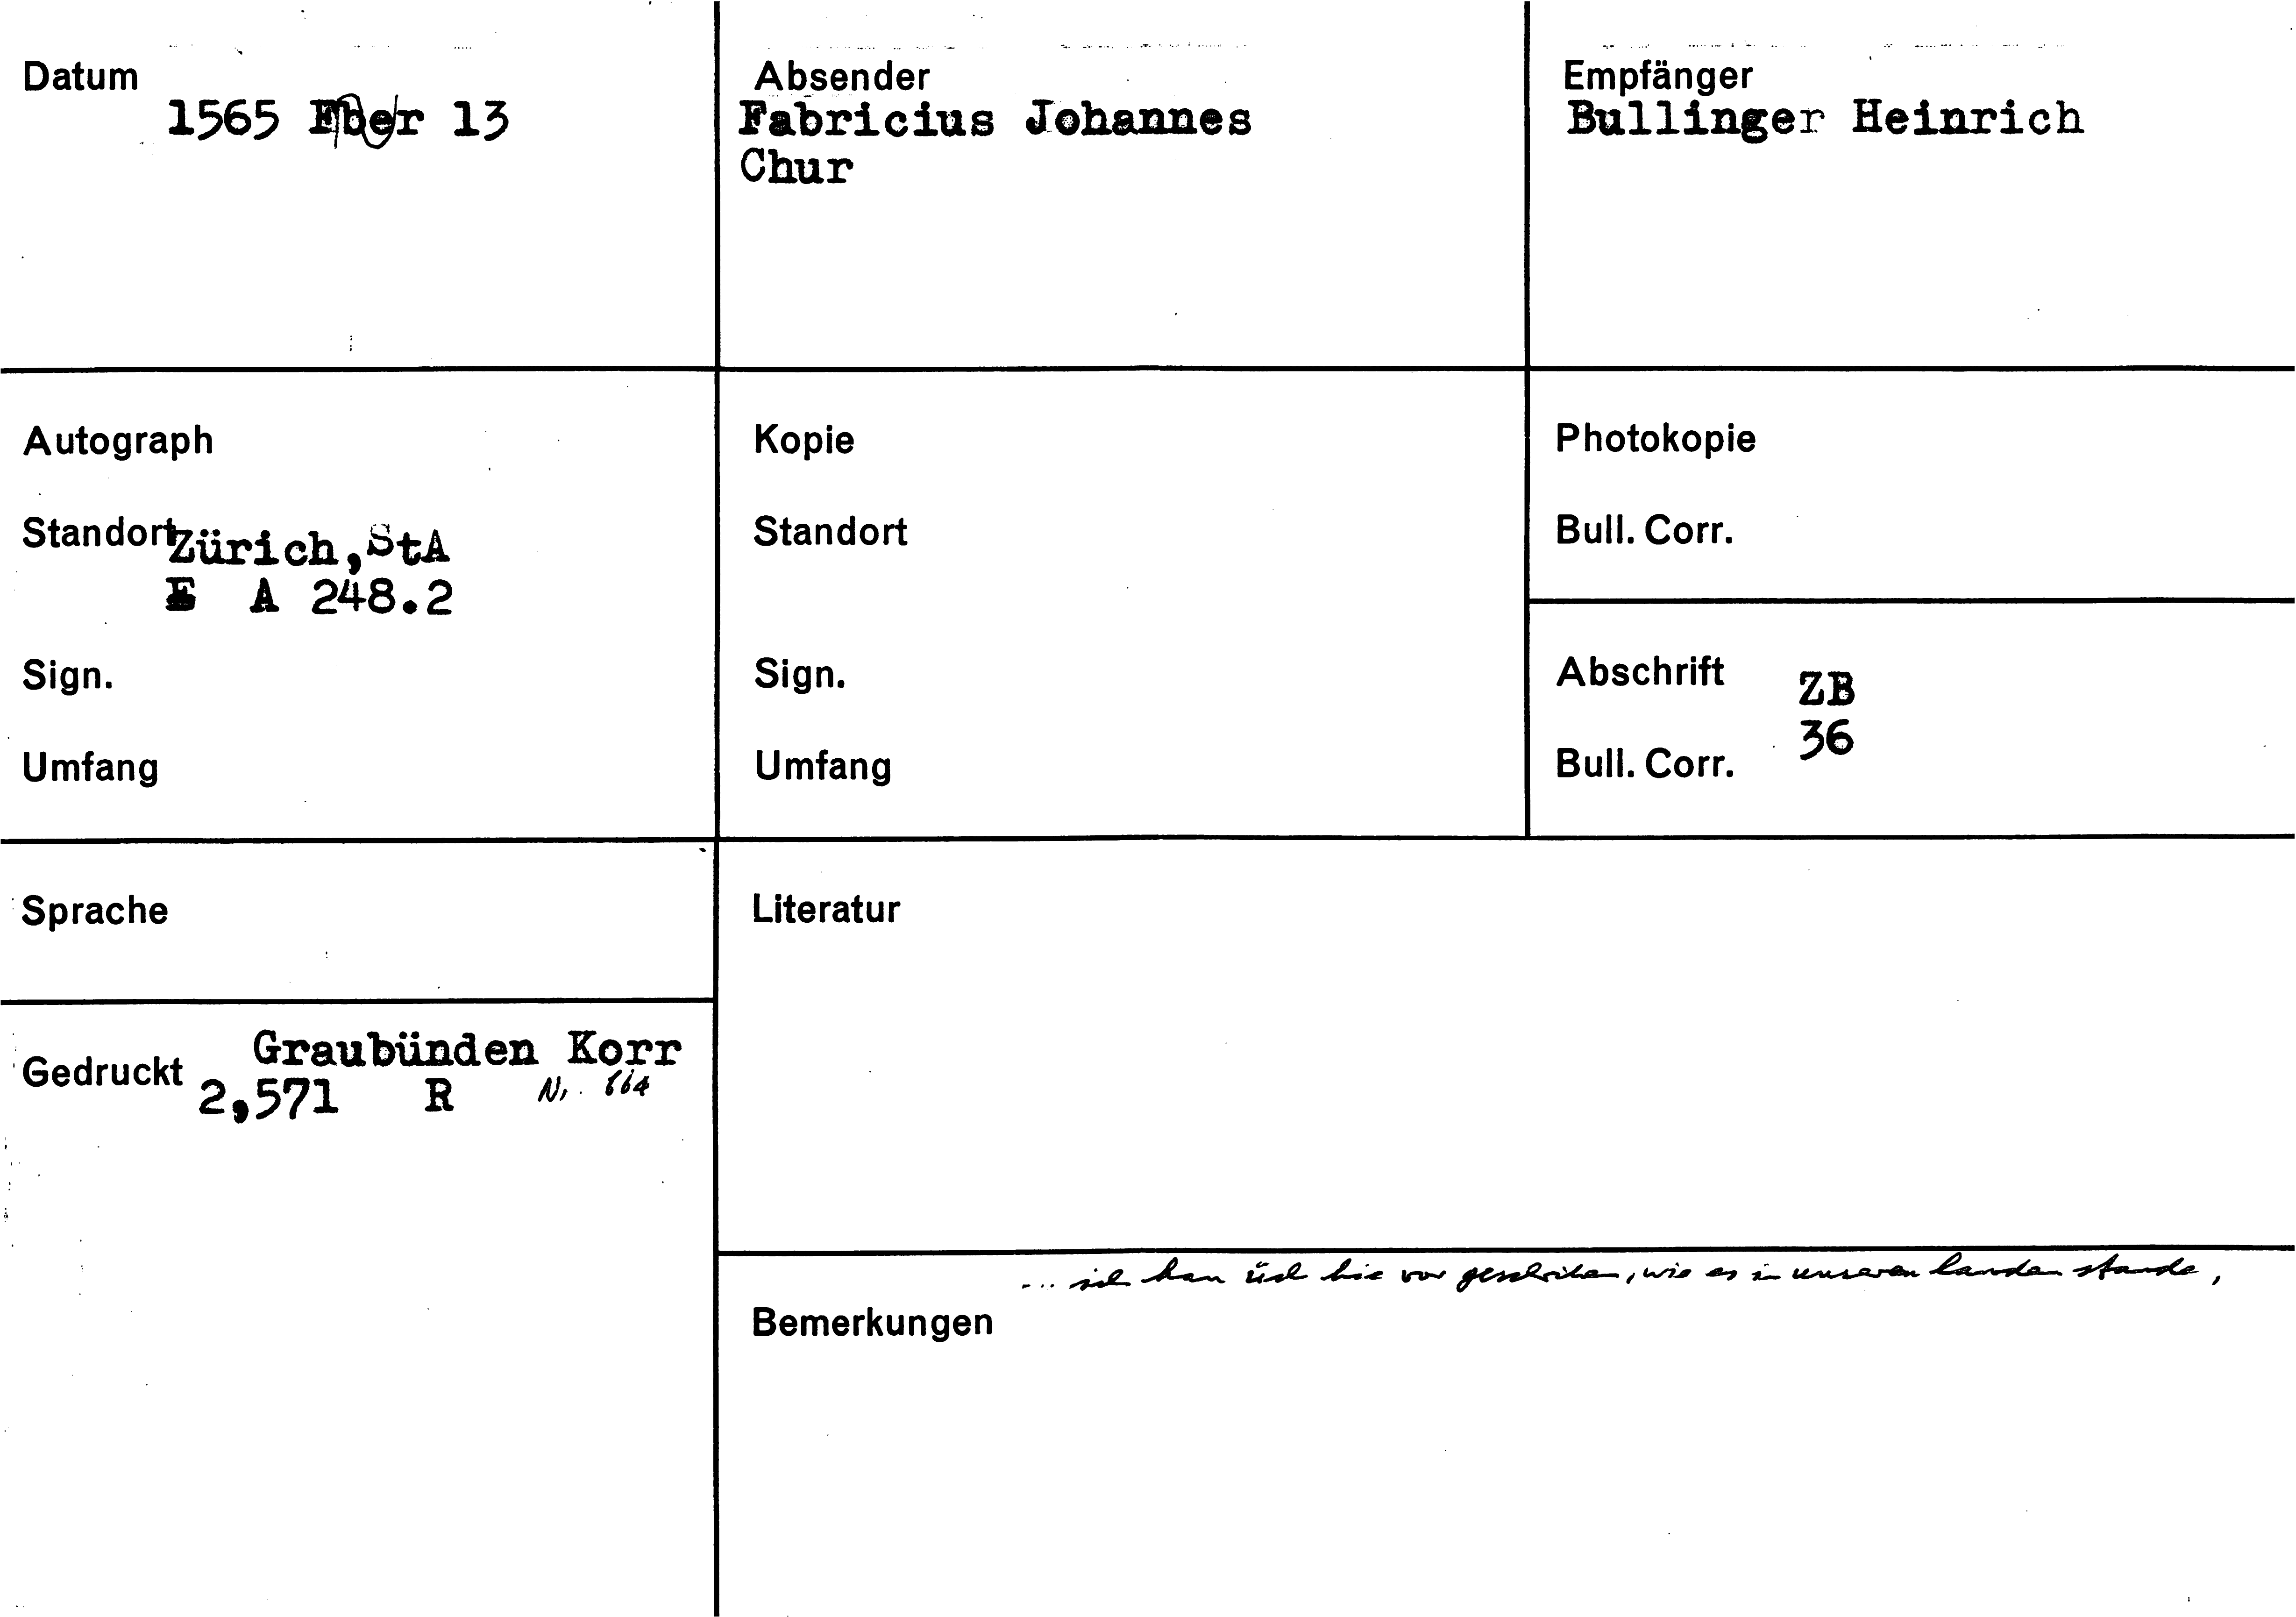 Datum
1565 13
Absender
Fabricius Johannes
Chur
Empfänger
Bullinger Heinrich
Autograph
Standort Zürich, StA
E A 248.2
Sign.
Umfang
Kopie
Standort
Sign.
Umfang
Photokopie
Bull. Corr.
Abschrift ZB
36
Bull. Corr.
Sprache
Gedruckt Graubünden Korr
2,571 R Nr.
Literatur
... ich han üch hie vor geschriben, wie es in unseren landen stande,
Bemerkungen